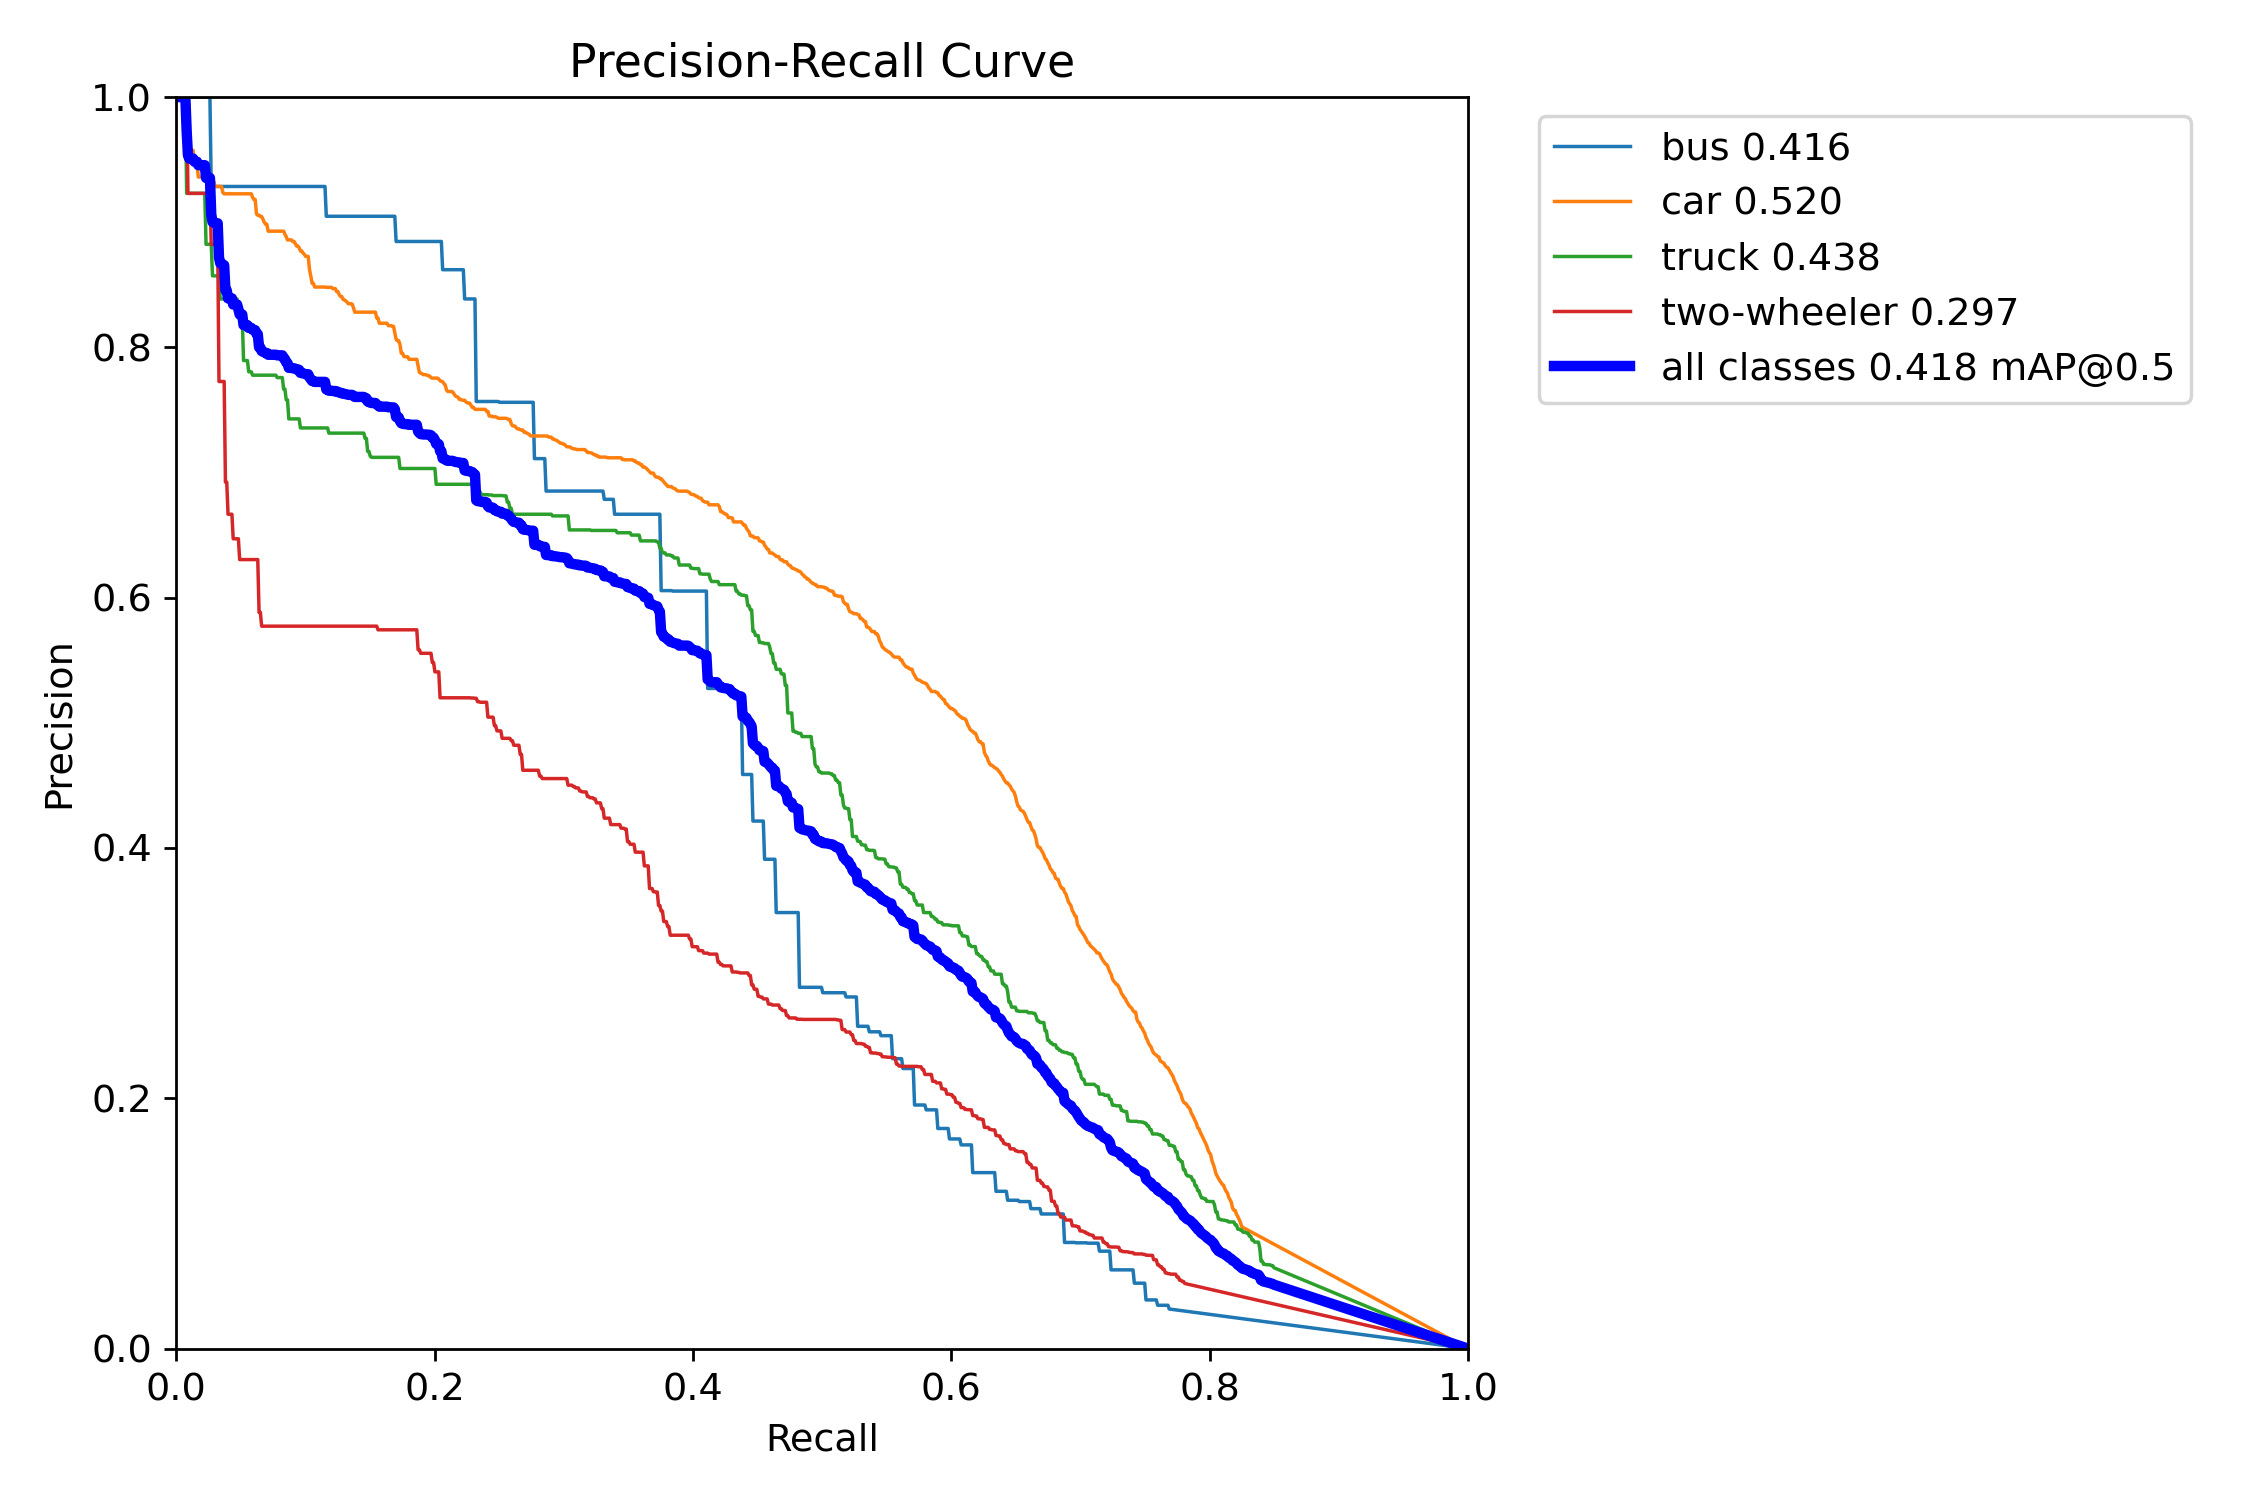 Precision-Recall Curve
1.0
0.8
0.6
0.4
0.2
0.0
Precision
0.0 0.2 0.4 0.6 0.8 1.0
Recall
bus 0.416
car 0.520
truck 0.438
two-wheeler 0.297
all classes 0.418 mAP@0.5